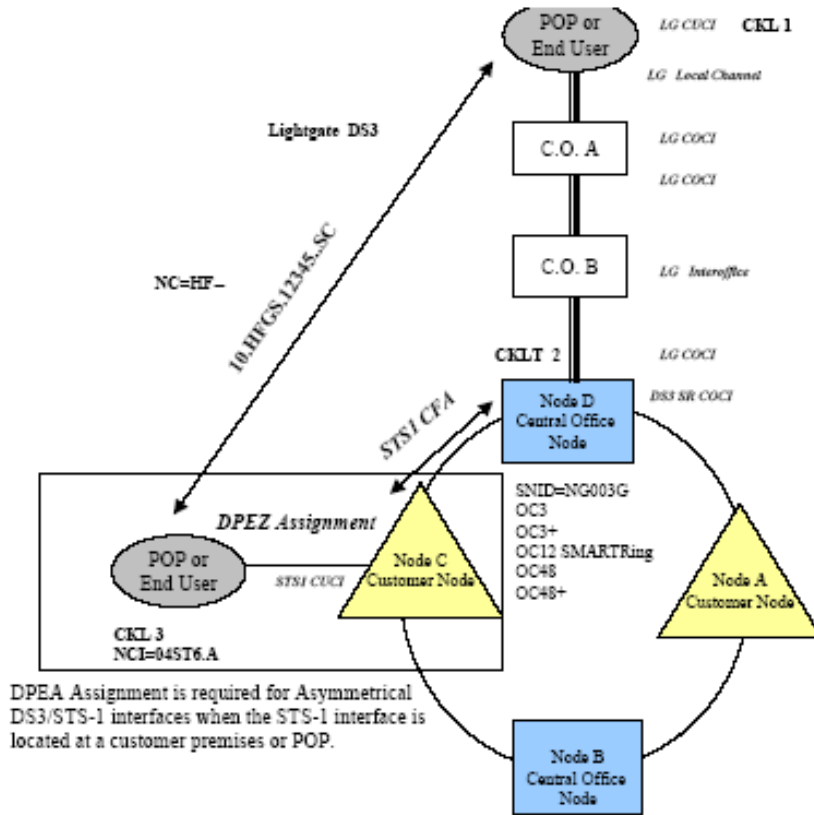 POP or
End User
LG CUCI
CKL 1
LG Local Channel
Lightgate DS3
C.O. A
LG COCI
LG COCI
10.HFGS.12345..SC
NC=HF--
C.O. B
LG Interoffice
CKLT 2
LG COCI
STS1 CFA
Node D
Central Office
Node
DS3 SR COCI
SNID=NG003G
OC3
OC3+
OC12 SMARTRing
OC48
OC48+
DPEZ Assignment
POP or
End User
STS1 CUCI
Node C
Customer Node
Node A
Customer Node
CKL 3
NCI=04ST6.A
DPEA Assignment is required for Asymmetrical
DS3/STS-1 interfaces when the STS-1 interface is
located at a customer premises or POP.
Node B
Central Office
Node